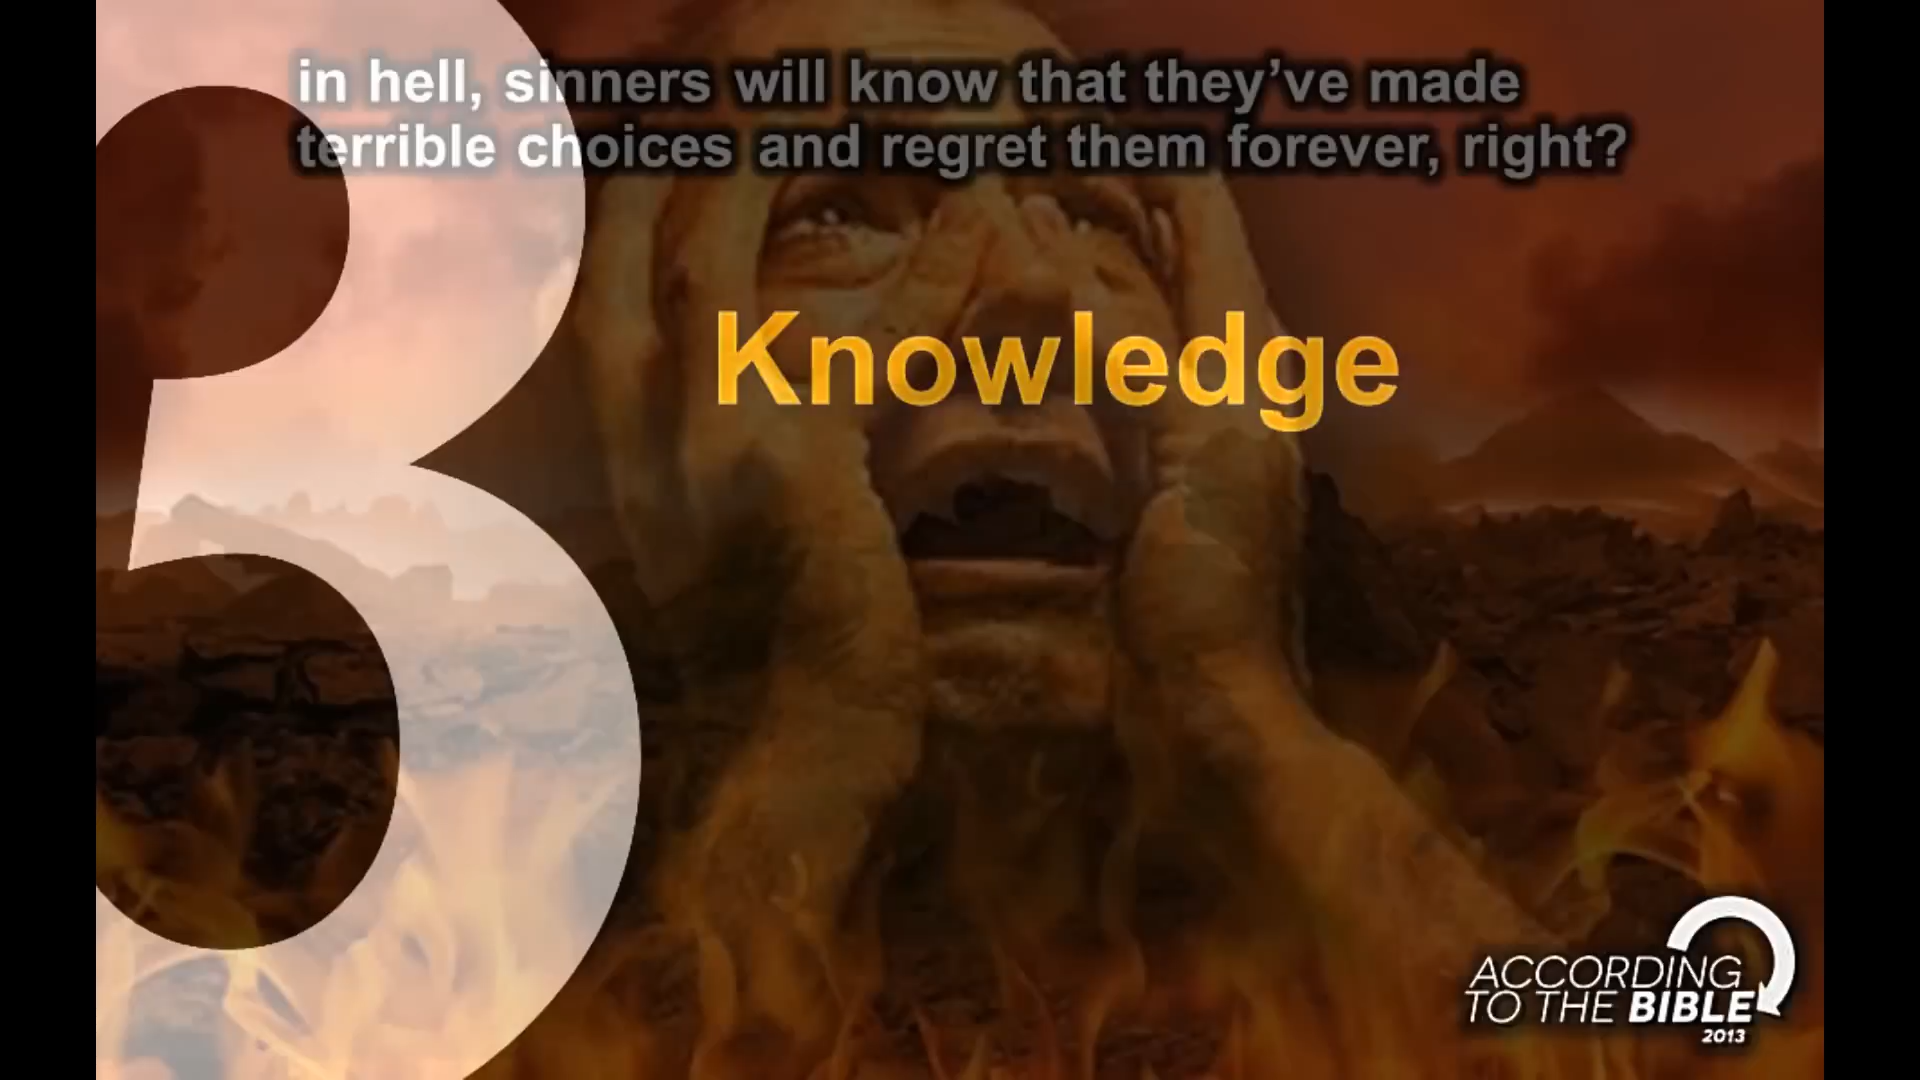 3
in hell, sinners will know that they’ve made
terrible choices and regret them forever, right?
Knowledge
ACCORDING
TO THE BIBLE
2013